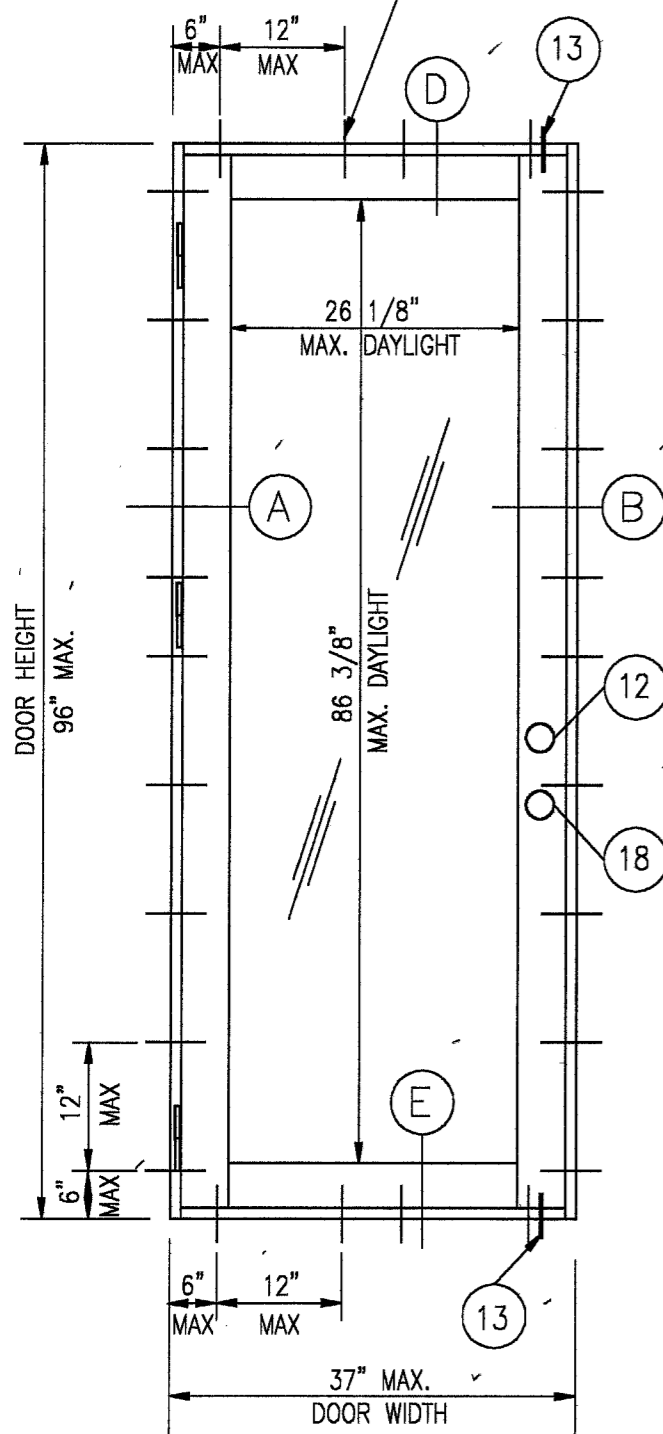 6" 12"
MAX MAX
13
D
26 1/8"
MAX. DAYLIGHT
A
B
DOOR HEIGHT
96" MAX.
86 3/8"
MAX. DAYLIGHT
12
18
12"
MAX
E
6"
MAX
6" 12"
MAX MAX
13
37" MAX.
DOOR WIDTH